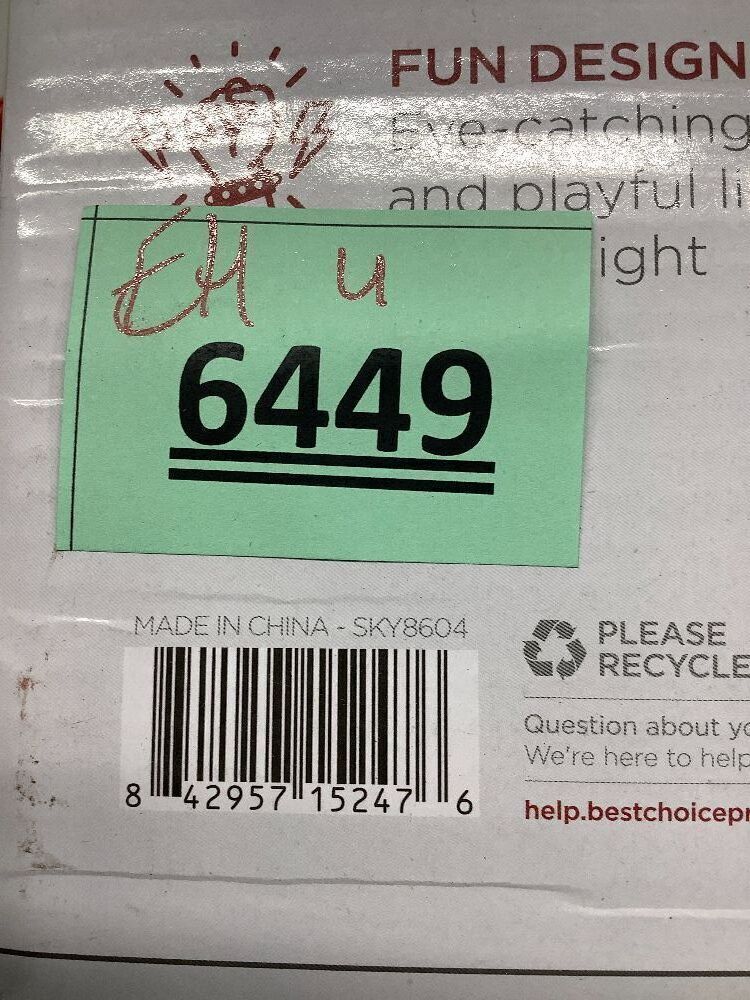 FUN DESIGN
Eye-catching
and playful li
ight
EH u
6449
MADE IN CHINA - SKY8604
8 42957 15247 6
PLEASE
RECYCLE
Question about yo
We're here to help
help.bestchoicepr